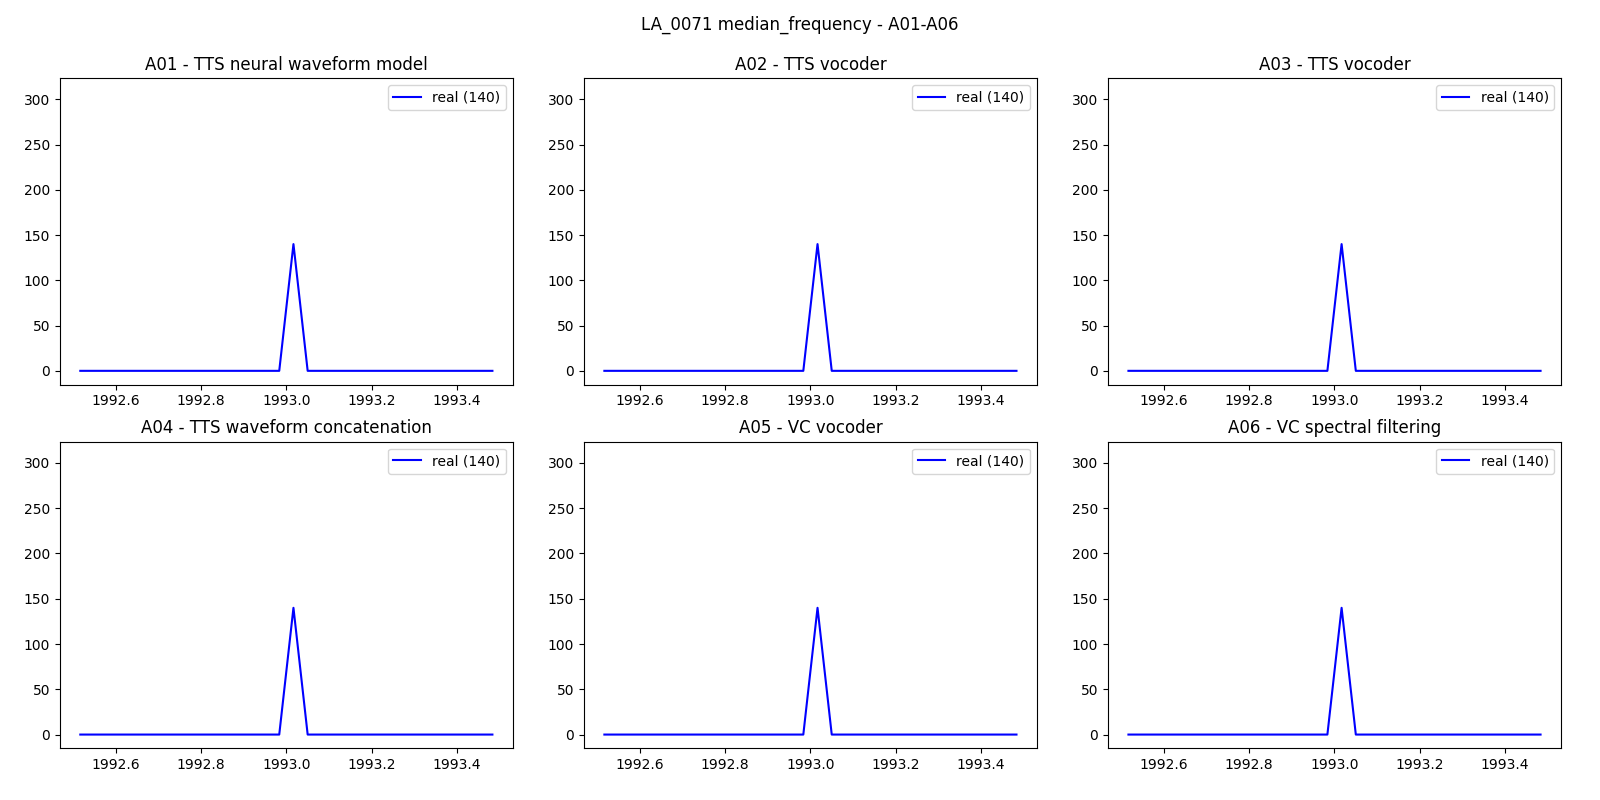 LA_0071 median_frequency - A01-A06
A01 - TTS neural waveform model
real (140)
300
250
200
150
100
50
0
1992.6 1992.8 1993.0 1993.2 1993.4
A02 - TTS vocoder
real (140)
300
250
200
150
100
50
0
1992.6 1992.8 1993.0 1993.2 1993.4
A03 - TTS vocoder
real (140)
300
250
200
150
100
50
0
1992.6 1992.8 1993.0 1993.2 1993.4
A04 - TTS waveform concatenation
real (140)
300
250
200
150
100
50
0
1992.6 1992.8 1993.0 1993.2 1993.4
A05 - VC vocoder
real (140)
300
250
200
150
100
50
0
1992.6 1992.8 1993.0 1993.2 1993.4
A06 - VC spectral filtering
real (140)
300
250
200
150
100
50
0
1992.6 1992.8 1993.0 1993.2 1993.4